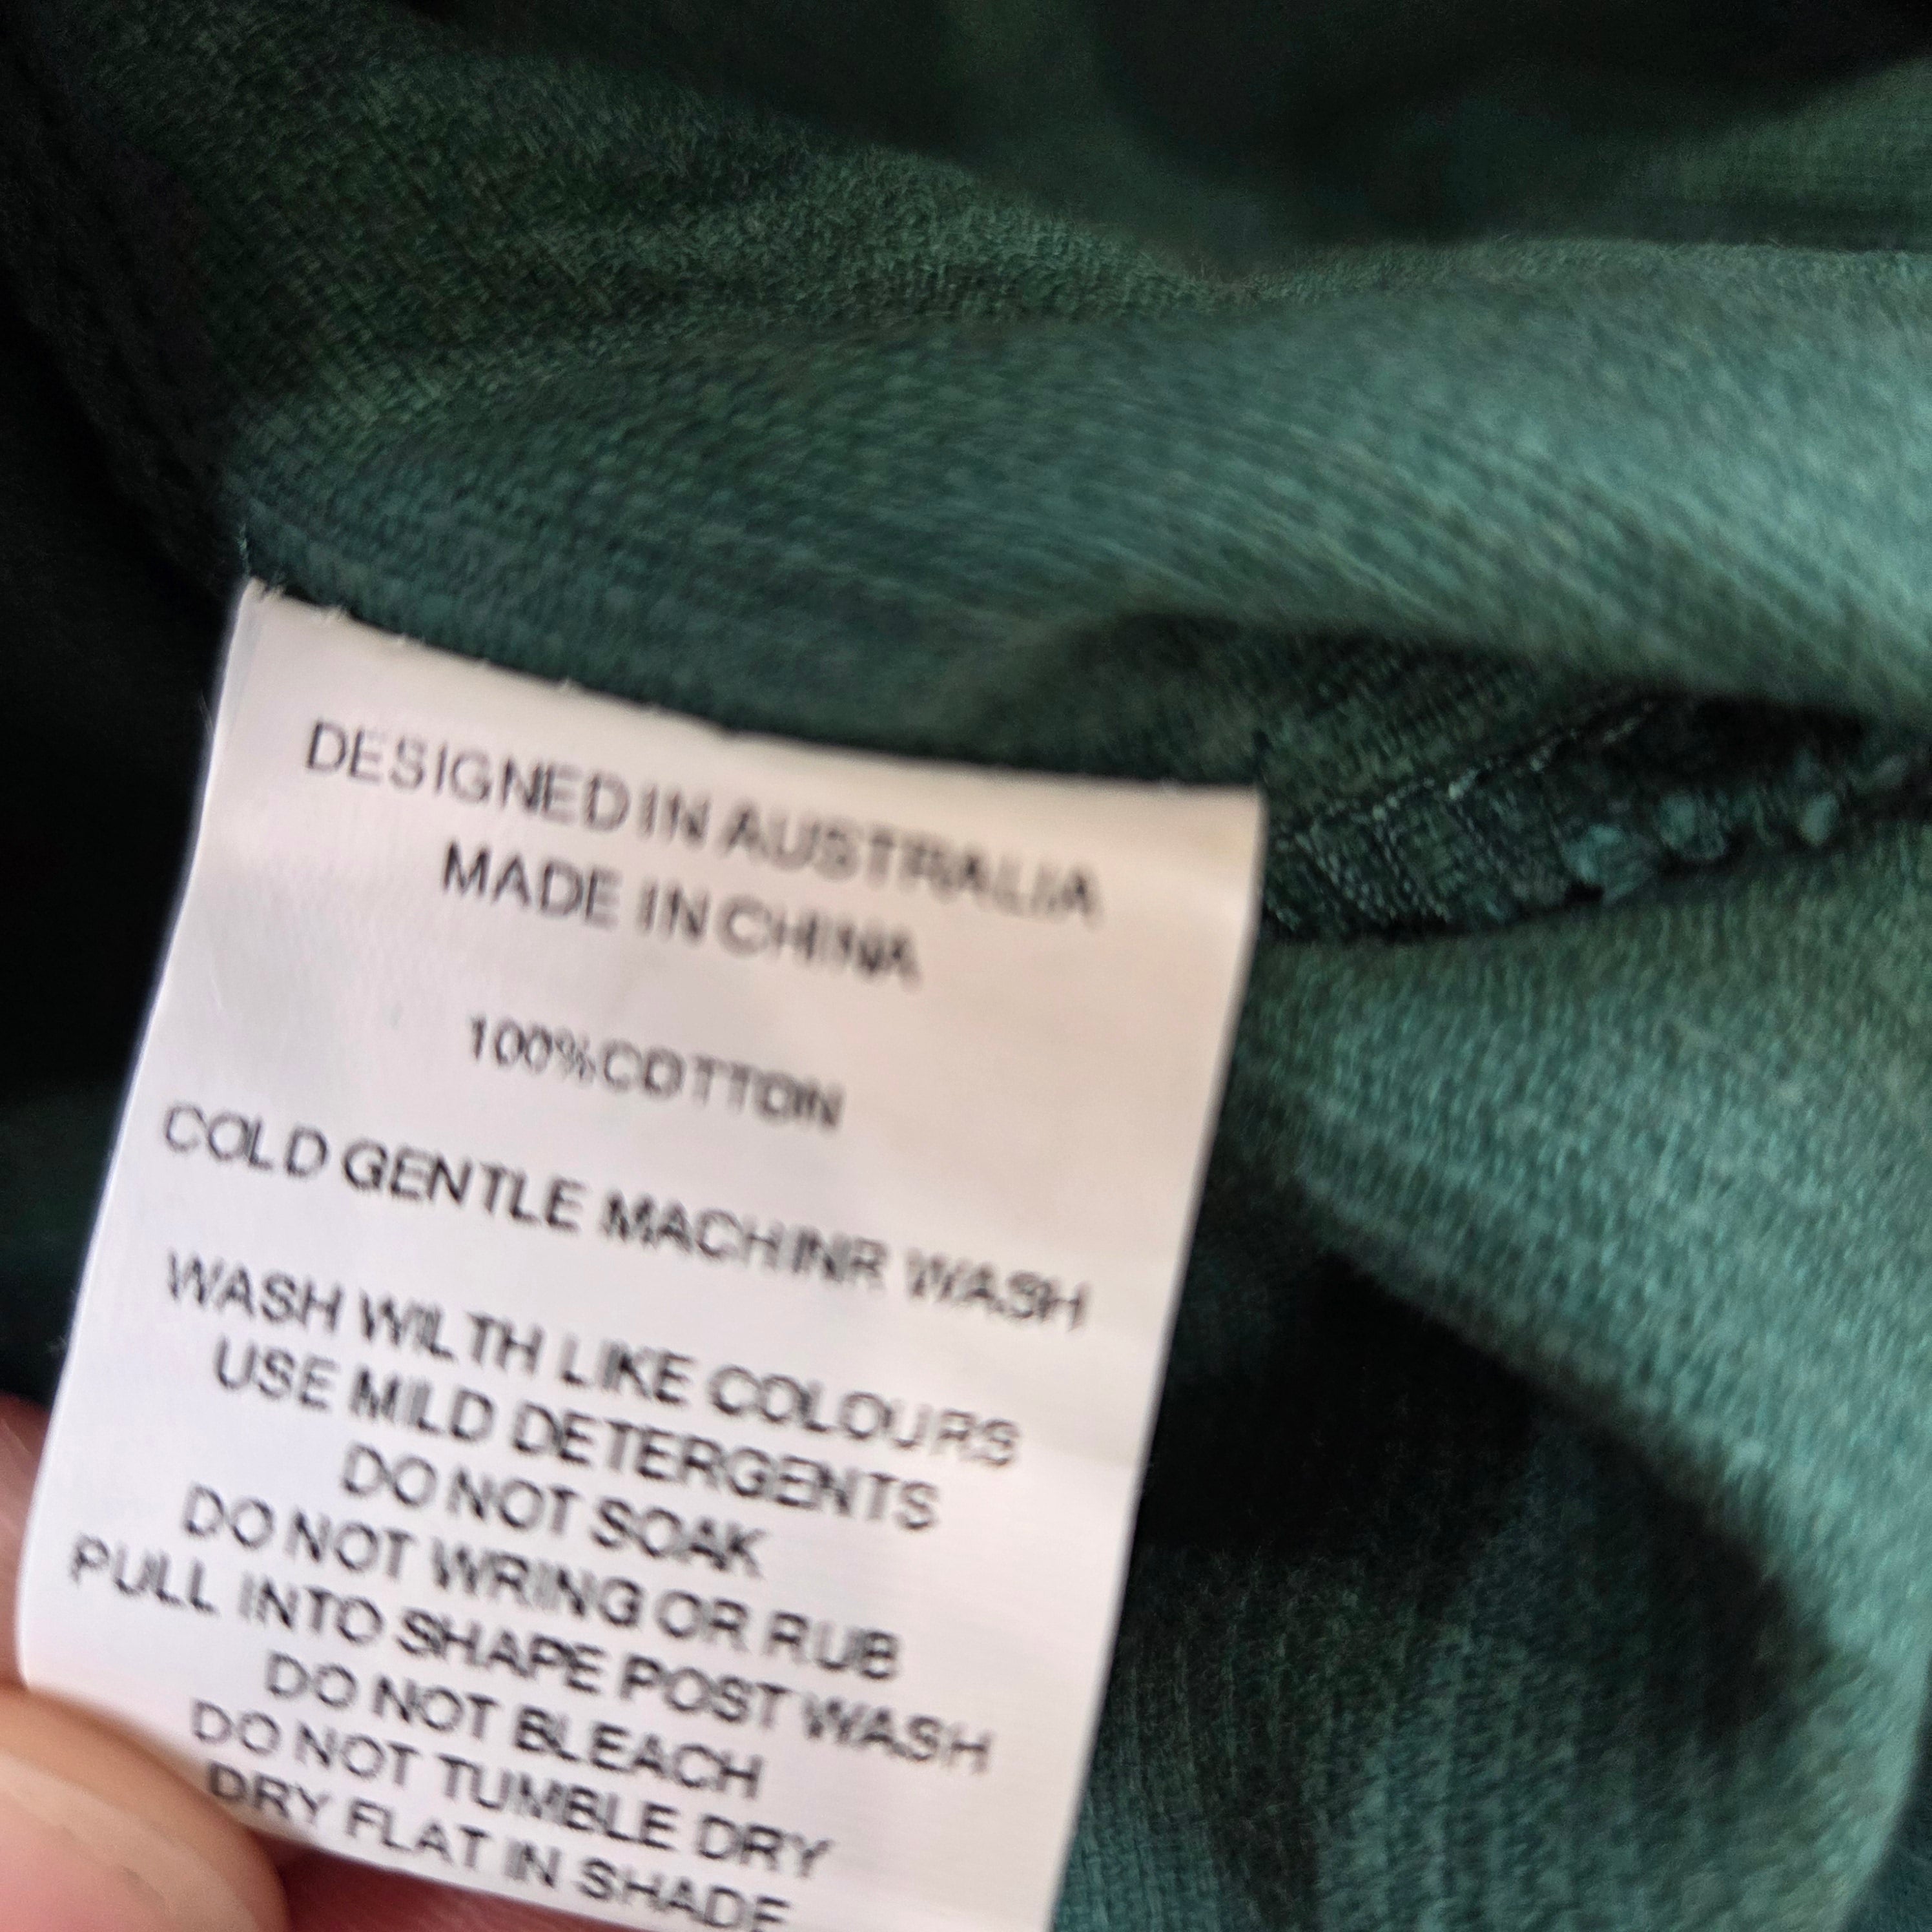 DESIGNED IN AUSTRALIA
MADE IN CHINA
100%COTTON
COLD GENTLE MACHINR WASH
WASH WILTH LIKE COLOURS
USE MILD DETERGENTS
DO NOT SOAK
DO NOT WRING OR RUB
PULL INTO SHAPE POST WASH
DO NOT BLEACH
DO NOT TUMBLE DRY
DRY FLAT IN SHADE